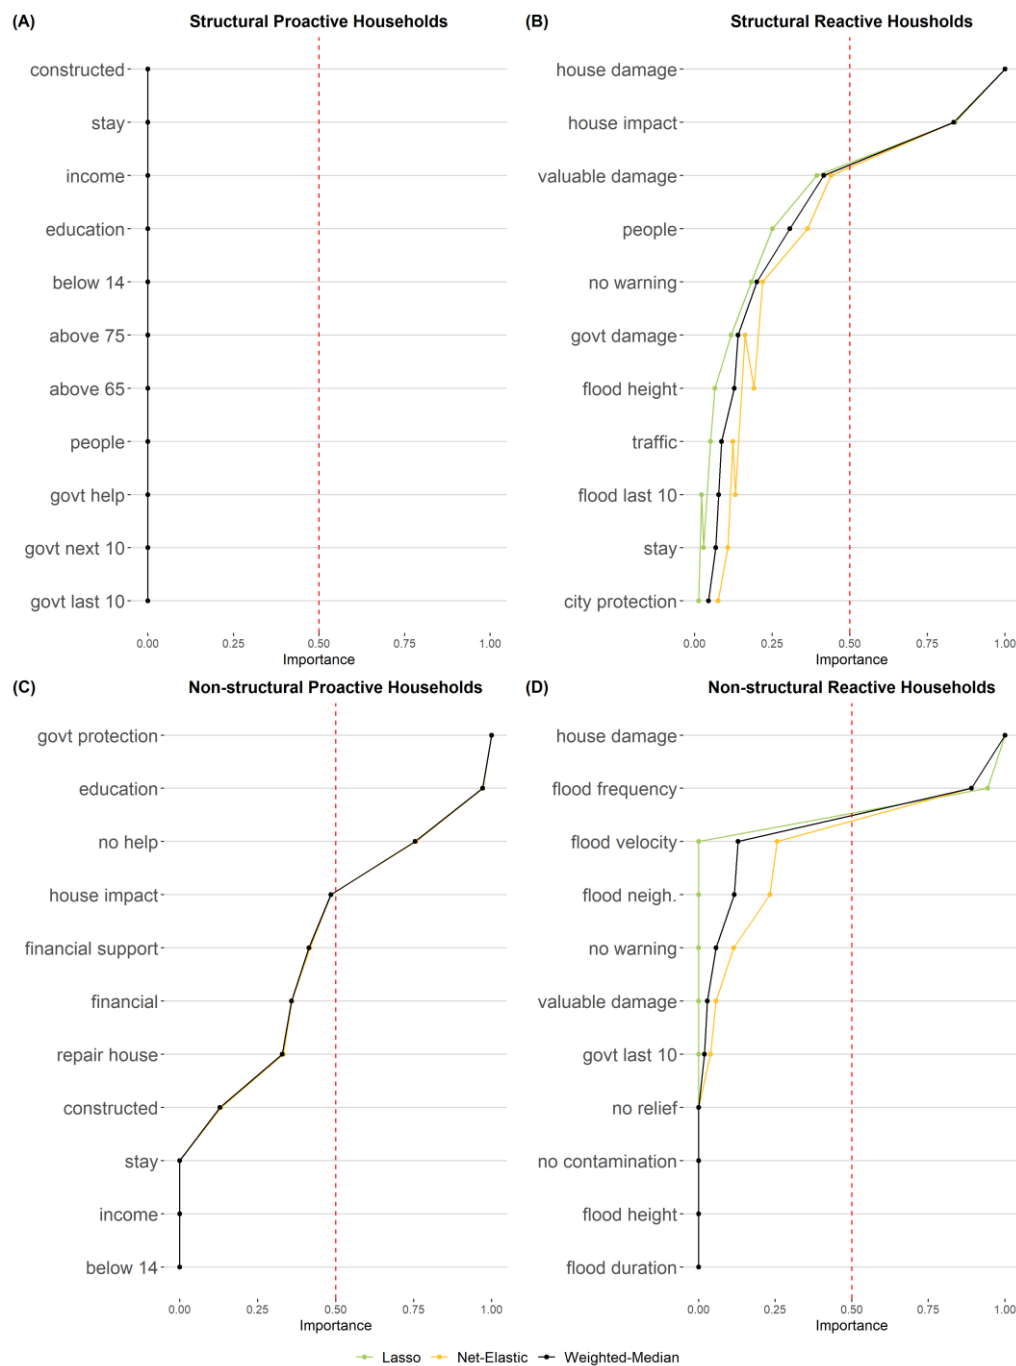 (A) Structural Proactive Households
constructed
stay
income
education
below 14
above 75
above 65
people
govt help
govt next 10
govt last 10
0.00 0.25 0.50 0.75 1.00
Importance
(B) Structural Reactive Housholds
house damage
house impact
valuable damage
people
no warning
govt damage
flood height
traffic
flood last 10
stay
city protection
0.00 0.25 0.50 0.75 1.00
Importance
(C) Non-structural Proactive Households
govt protection
education
no help
house impact
financial support
financial
repair house
constructed
stay
income
below 14
0.00 0.25 0.50 0.75 1.00
Importance
(D) Non-structural Reactive Households
house damage
flood frequency
flood velocity
flood neigh.
no warning
valuable damage
govt last 10
no relief
no contamination
flood height
flood duration
0.00 0.25 0.50 0.75 1.00
Importance
Lasso Net-Elastic Weighted-Median